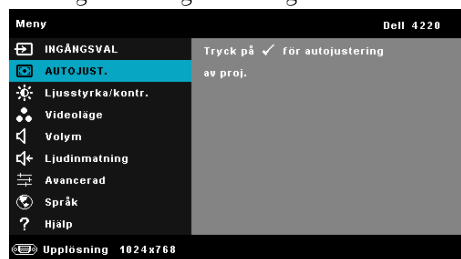 Meny
Dell 4220
INGÅNGSVAL
AUTOJUST.
Ljusstyrka/kontr.
Videoläge
Volym
Ljudinmatning
Avancerad
Språk
? Hjälp
Tryck på ✓ för autojustering
av proj.
Upplösning 1024x768